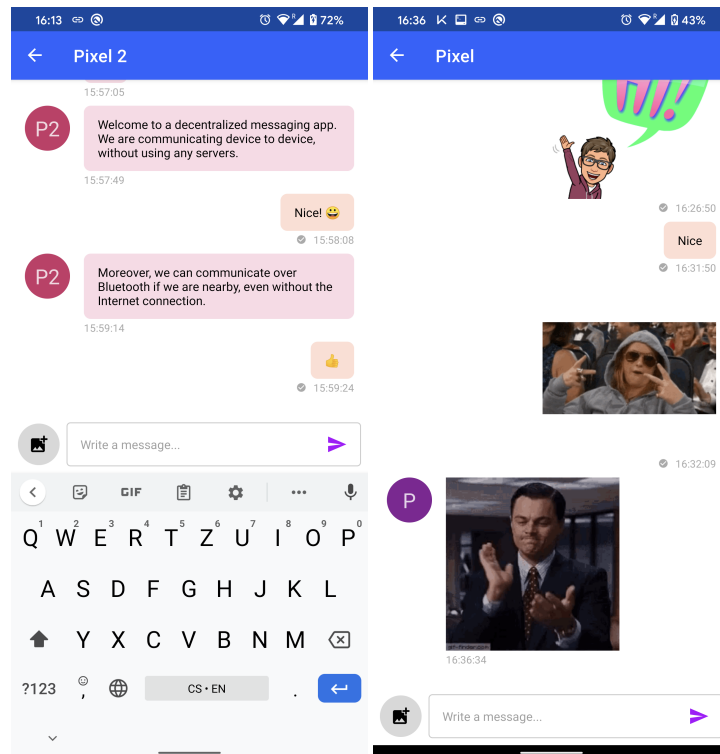 16:13
72%
Pixel 2
15:57:05
P2
Welcome to a decentralized messaging app.
We are communicating device to device,
without using any servers.
15:57:49
Nice! 😀
15:58:08
P2
Moreover, we can communicate over
Bluetooth if we are nearby, even without the
Internet connection.
15:59:14
👍
15:59:24
Write a message...
GIF
1 2 3 4 5 6 7 8 9 0
Q W E R T Z U I O P
A S D F G H J K L
Y X C V B N M
?123 , CS • EN .
16:36
R
43%
Pixel
HI!
16:26:50
Nice
16:31:50
16:32:09
P
16:36:34
Write a message...